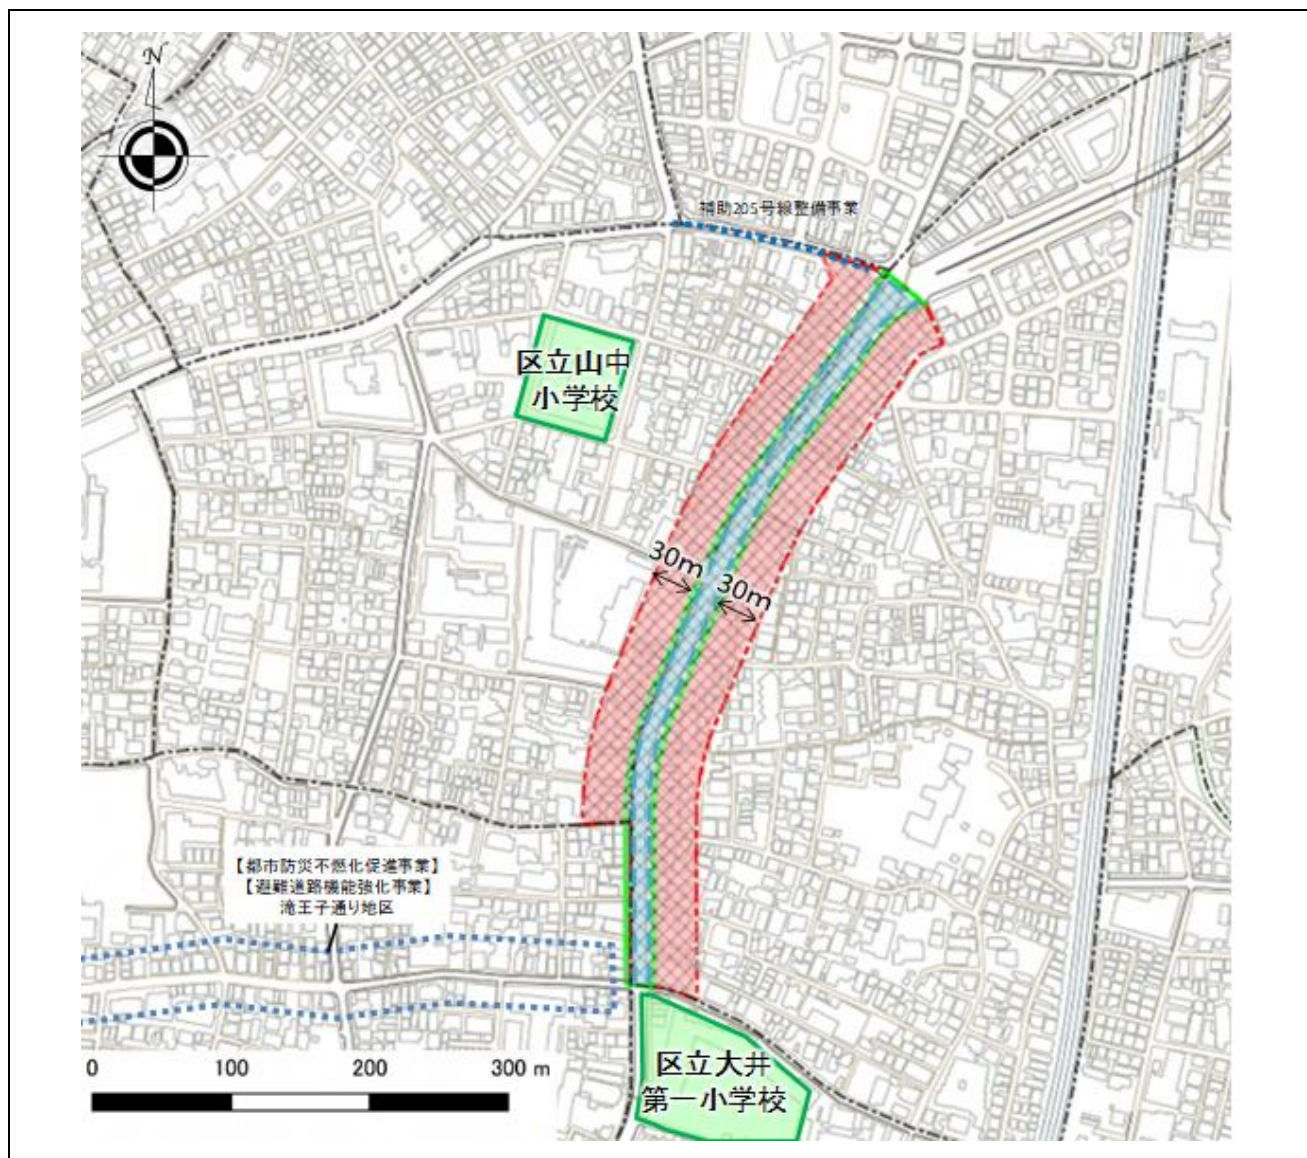 N
補助205号線整備事業
区立山中
小学校
30m
30m
【都市防災不燃化促進事業】
【避難道路機能強化事業】
滝王子通り地区
0 100 200 300 m
区立大井
第一小学校